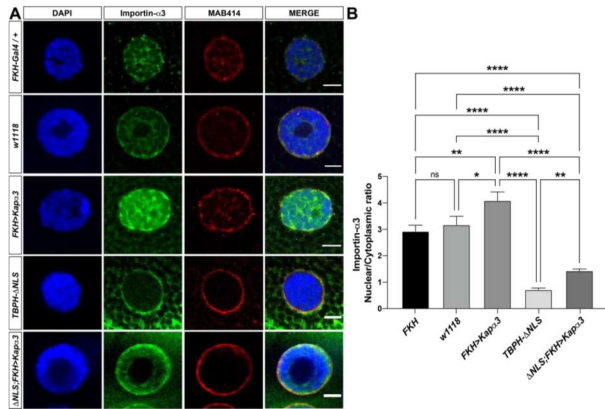 A
DAPI
Importin-α3
MAB414
MERGE
FKH-Gal4 / +
w1118
FKH>Kapα3
TBPH-ΔNLS
ΔNLS;FKH>Kapα3
B
****
****
****
****
**
****
ns
*
****
**
Importin-α3
Nuclear/Cytoplasmic ratio
5
4
3
2
1
0
FKH
w1118
FKH>Kapα3
TBPH-ΔNLS
ΔNLS;FKH>Kapα3